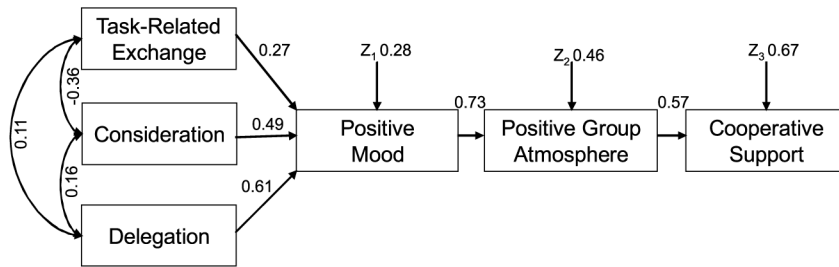 Task-Related
Exchange
0.27
Z1 0.28
Z2 0.46
Z3 0.67
-0.36
0.11
Consideration
0.49
Positive
Mood
0.73
Positive Group
Atmosphere
0.57
Cooperative
Support
0.16
0.61
Delegation